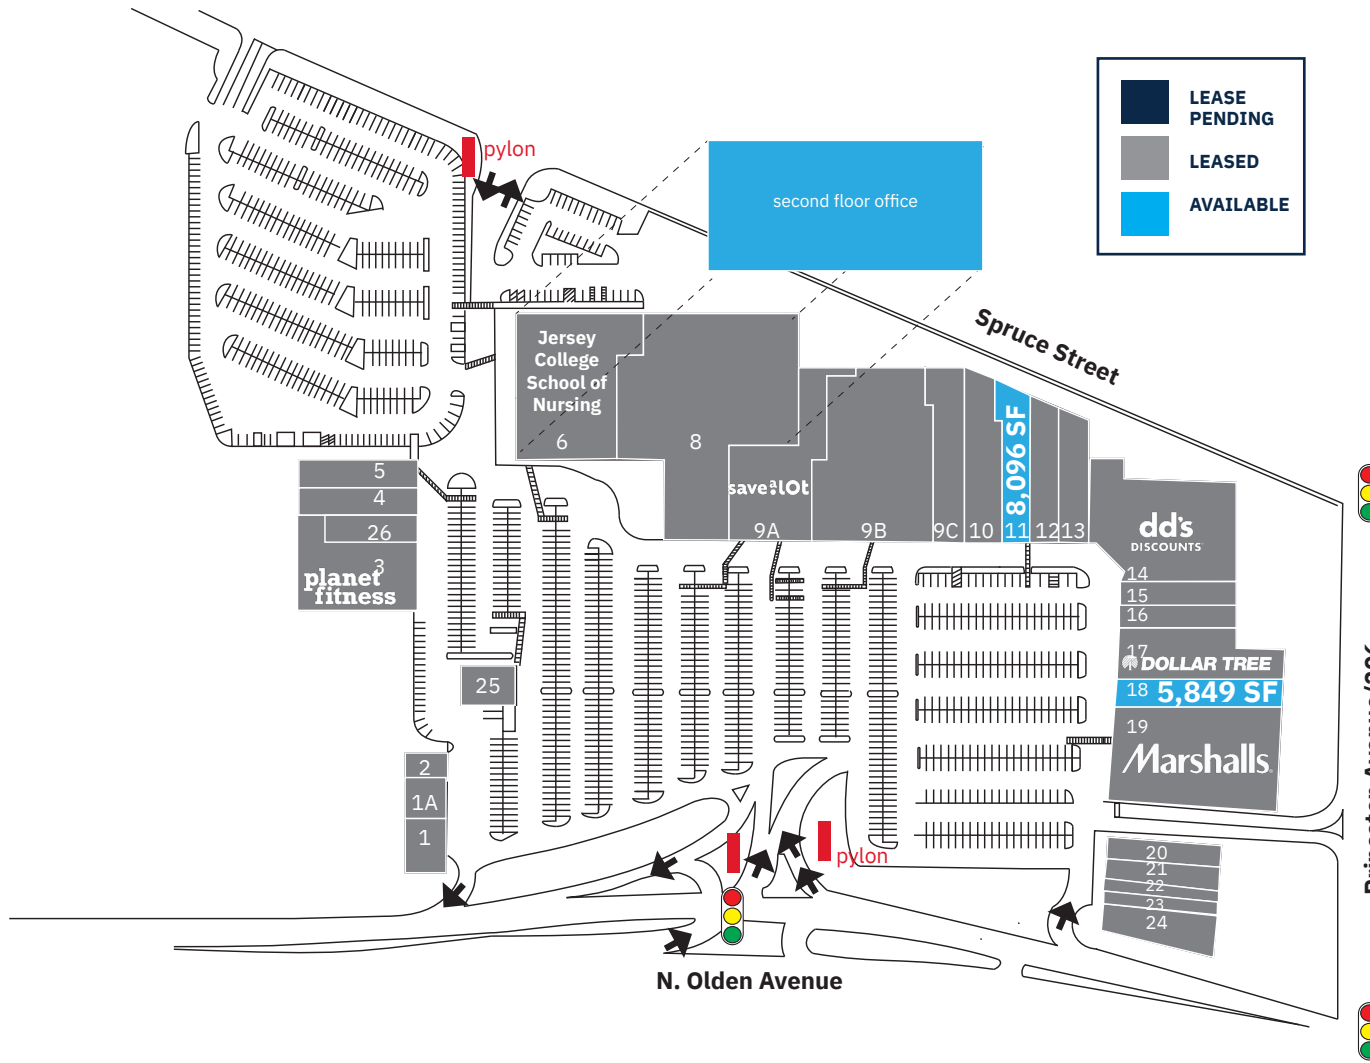 LEASE
PENDING
LEASED
AVAILABLE
pylon
second floor office
Spruce Street
Jersey
College
School of
Nursing
6
8
save a lot
9A
9B
9C
10
11
8,096 SF
12
13
dd's
DISCOUNTS
14
15
16
17
DOLLAR TREE
18
5,849 SF
19
Marshalls
5
4
26
3
planet
fitness
25
2
1A
1
pylon
20
21
22
23
24
N. Olden Avenue